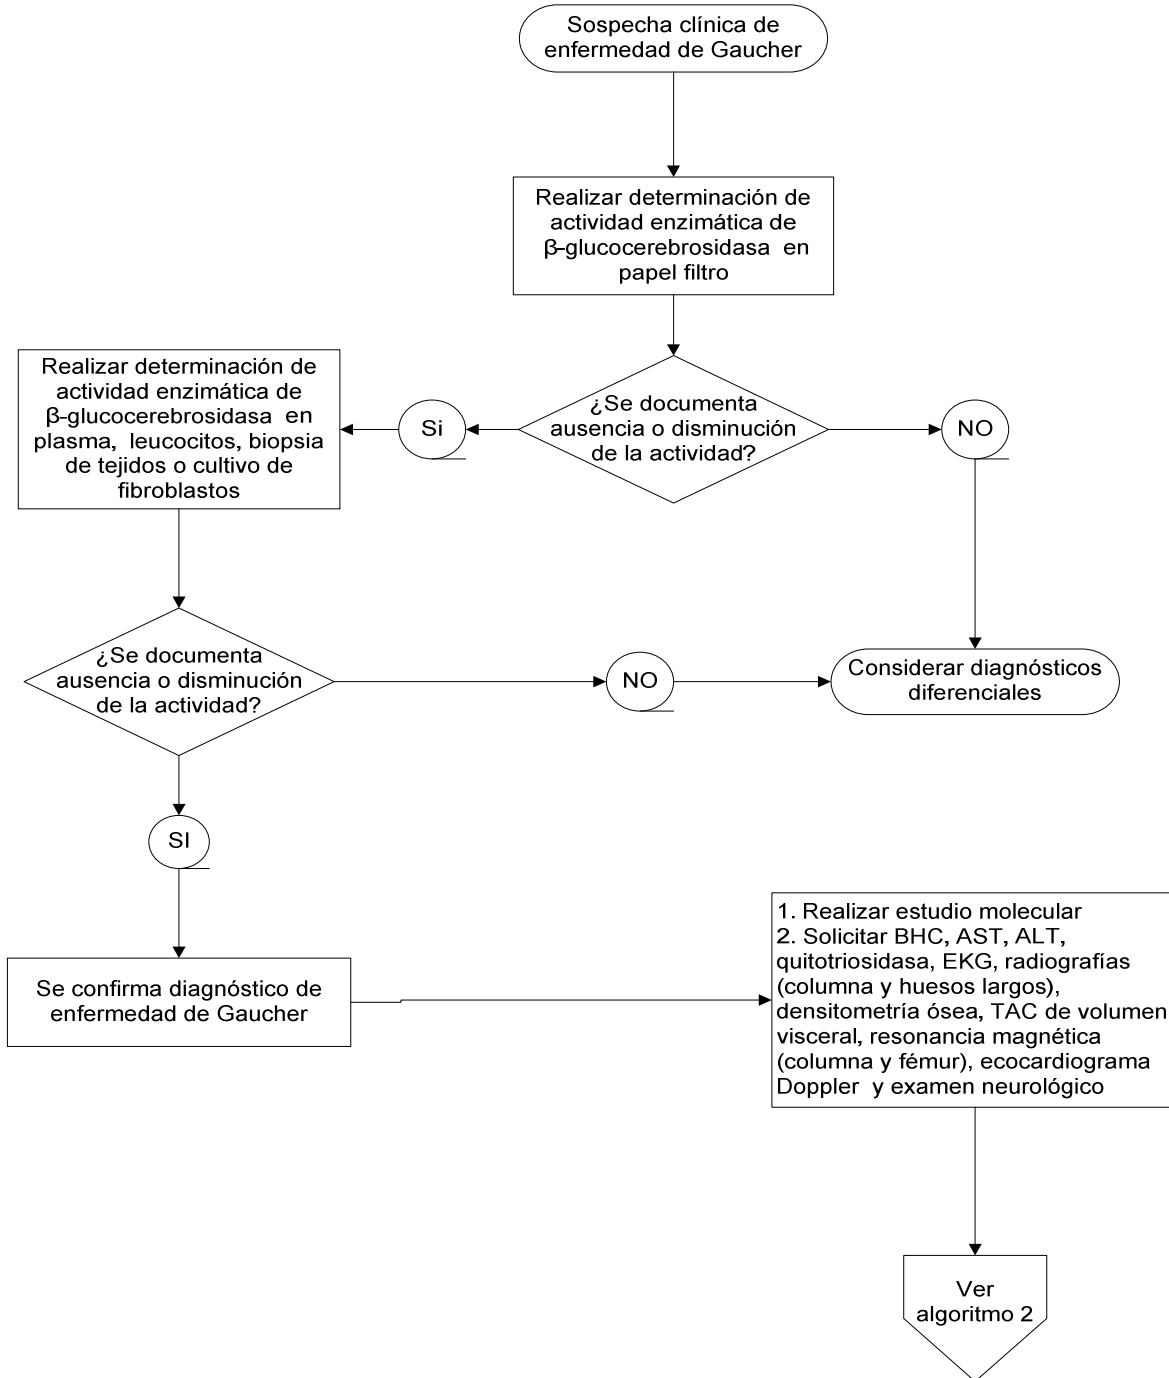 Sospecha clínica de
enfermedad de Gaucher
Realizar determinación de
actividad enzimática de
β-glucocerebrosidasa en
papel filtro
¿Se documenta
ausencia o disminución
de la actividad?
Si
NO
Realizar determinación de
actividad enzimática de
β-glucocerebrosidasa en
plasma, leucocitos, biopsia
de tejidos o cultivo de
fibroblastos
¿Se documenta
ausencia o disminución
de la actividad?
NO
Considerar diagnósticos
diferenciales
SI
Se confirma diagnóstico de
enfermedad de Gaucher
1. Realizar estudio molecular
2. Solicitar BHC, AST, ALT,
quitotriosidasa, EKG, radiografías
(columna y huesos largos),
densitometría ósea, TAC de volumen
visceral, resonancia magnética
(columna y fémur), ecocardiograma
Doppler y examen neurológico
Ver
algoritmo 2